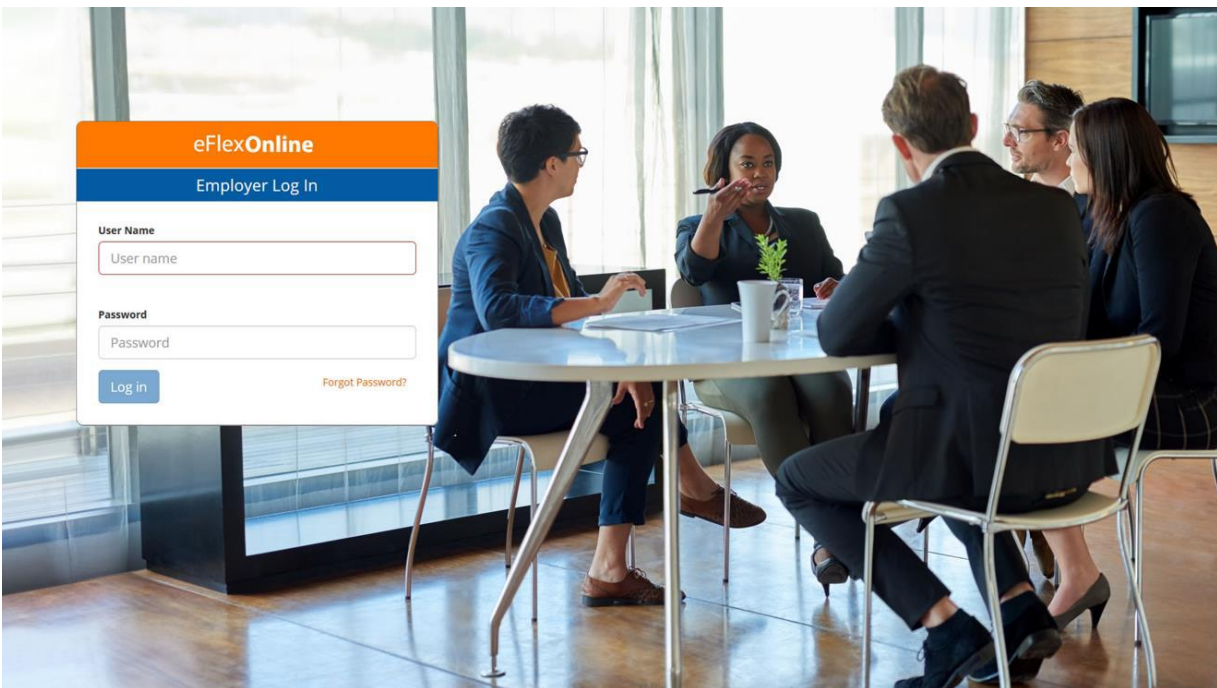 eFlexOnline
Employer Log In
User Name
User name
Password
Password
Log in
Forgot Password?